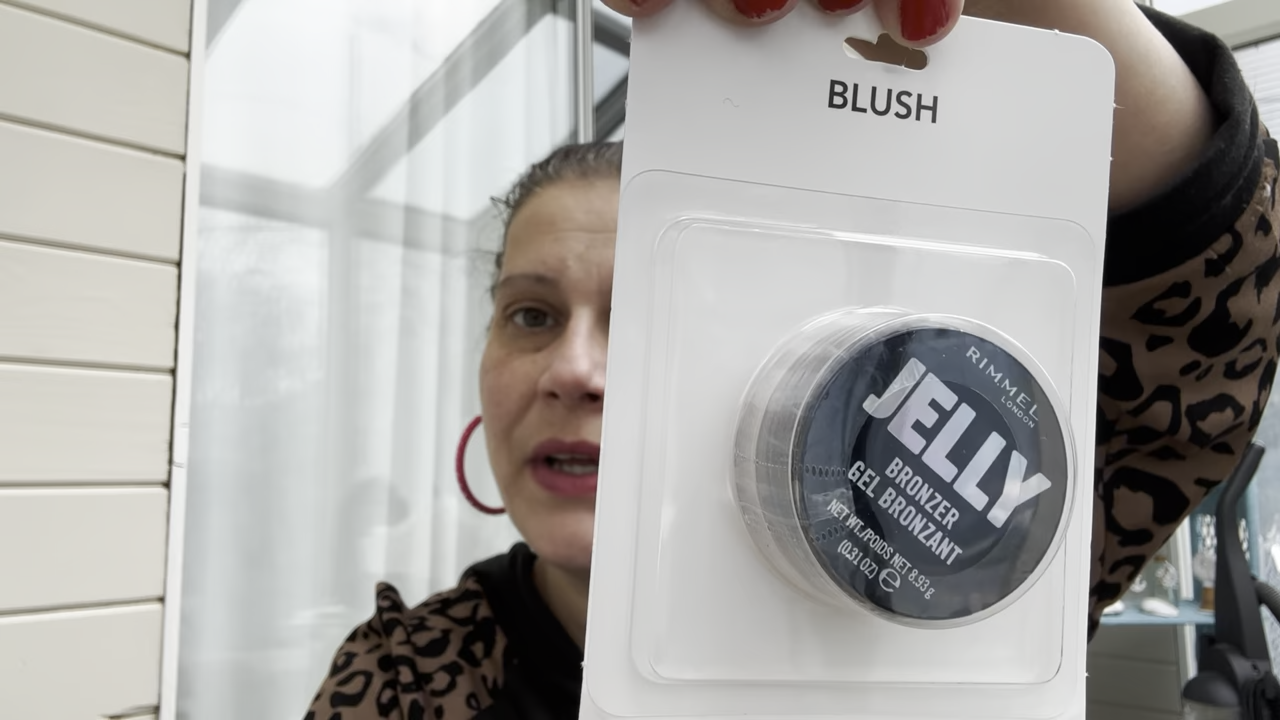 BLUSH
RIMMEL
LONDON
JELLY
BRONZER
GEL BRONZANT
NET WT./POIDS NET 8.93 g
(0.31 OZ) ℮